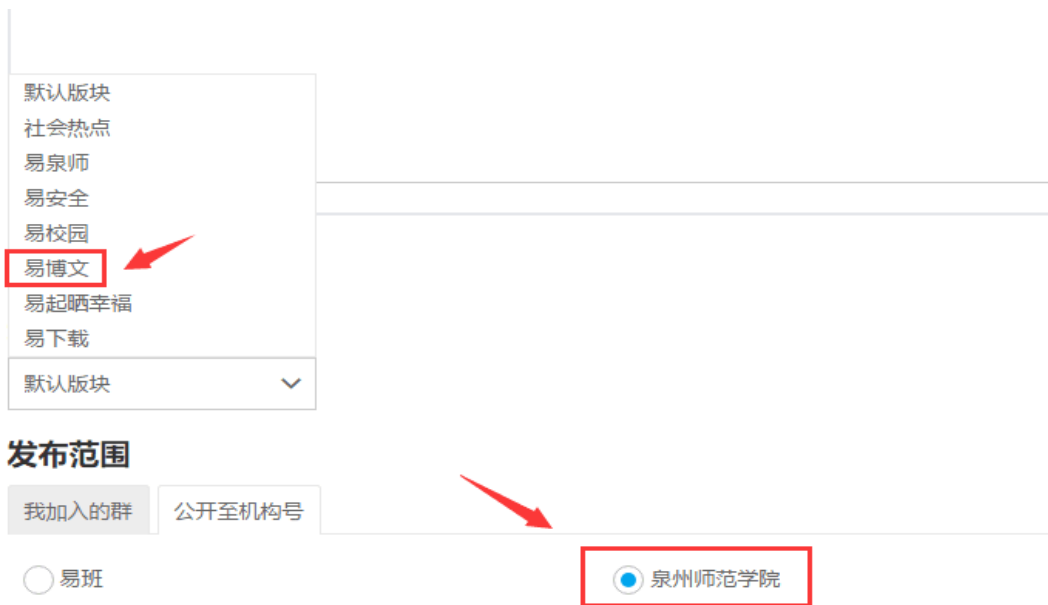 默认版块
社会热点
易泉师
易安全
易校园
易博文
易起晒幸福
易下载
默认版块
发布范围
我加入的群 公开至机构号
易班 泉州师范学院